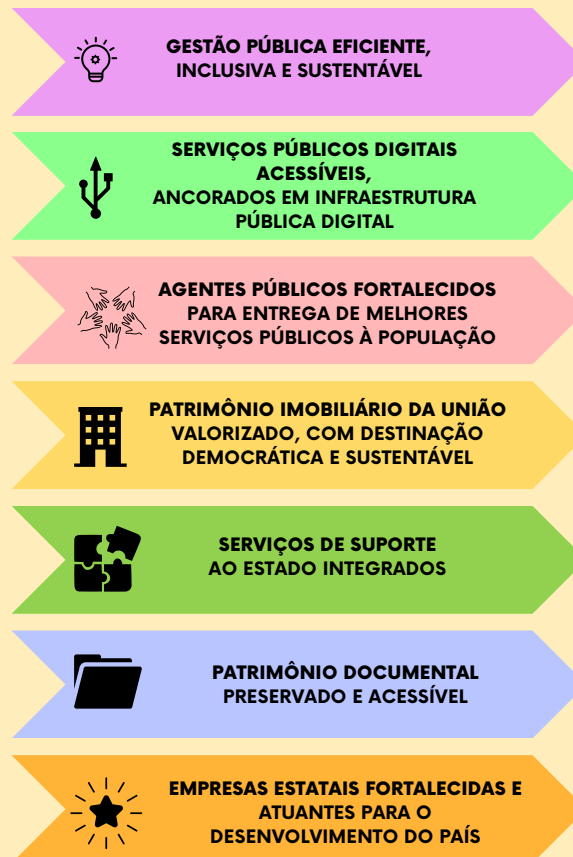 GESTÃO PÚBLICA EFICIENTE,
INCLUSIVA E SUSTENTÁVEL
SERVIÇOS PÚBLICOS DIGITAIS
ACESSÍVEIS,
ANCORADOS EM INFRAESTRUTURA
PÚBLICA DIGITAL
AGENTES PÚBLICOS FORTALECIDOS
PARA ENTREGA DE MELHORES
SERVIÇOS PÚBLICOS À POPULAÇÃO
PATRIMÔNIO IMOBILIÁRIO DA UNIÃO
VALORIZADO, COM DESTINAÇÃO
DEMOCRÁTICA E SUSTENTÁVEL
SERVIÇOS DE SUPORTE
AO ESTADO INTEGRADOS
PATRIMÔNIO DOCUMENTAL
PRESERVADO E ACESSÍVEL
EMPRESAS ESTATAIS FORTALECIDAS E
ATUANTES PARA O
DESENVOLVIMENTO DO PAÍS